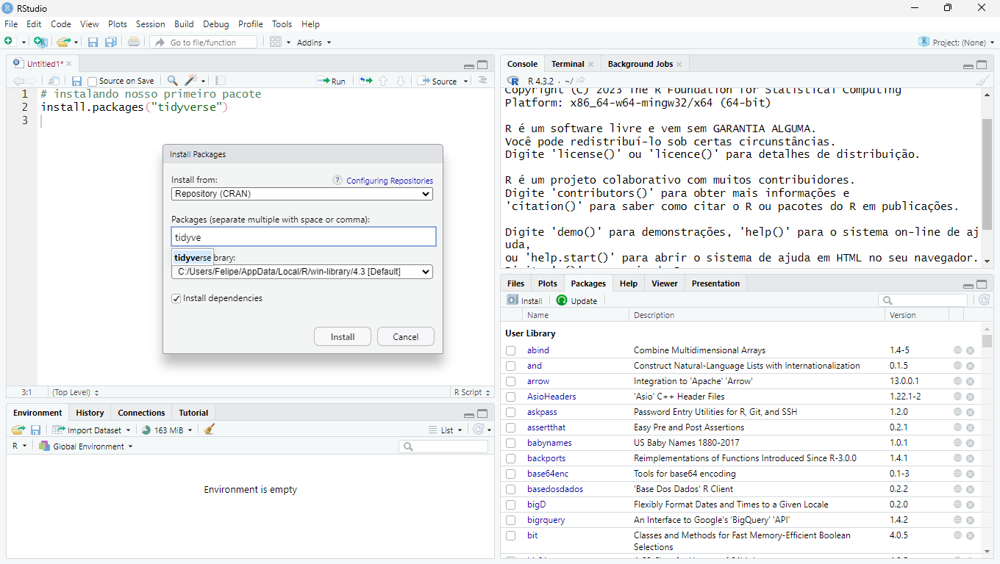 RStudio
File Edit Code View Plots Session Build Debug Profile Tools Help
Go to file/function Addins Project: (None)
Untitled1*
Source on Save Run Source
1 # instalando nosso primeiro pacote
2 install.packages("tidyverse")
3
Install Packages
Install from: ? Configuring Repositories
Repository (CRAN)
Packages (separate multiple with space or comma):
tidyve
tidyverse brary:
C:/Users/Felipe/AppData/Local/R/win-library/4.3 [Default]
Install dependencies
Install Cancel
3:1 (Top Level) R Script
Environment History Connections Tutorial
Import Dataset 163 MiB List
R Global Environment
Environment is empty
Console Terminal Background Jobs
R 4.3.2 · ~/
Copyright (C) 2023 The R Foundation for Statistical Computing
Platform: x86_64-w64-mingw32/x64 (64-bit)
R é um software livre e vem sem GARANTIA ALGUMA.
Você pode redistribuí-lo sob certas circunstâncias.
Digite 'license()' ou 'licence()' para detalhes de distribuição.
R é um projeto colaborativo com muitos contribuidores.
Digite 'contributors()' para obter mais informações e
'citation()' para saber como citar o R ou pacotes do R em publicações.
Digite 'demo()' para demonstrações, 'help()' para o sistema on-line de aj
uda,
ou 'help.start()' para abrir o sistema de ajuda em HTML no seu navegador.
Files Plots Packages Help Viewer Presentation
Install Update
Name Description Version
User Library
abind Combine Multidimensional Arrays 1.4-5
and Construct Natural-Language Lists with Internationalization 0.1.5
arrow Integration to 'Apache' 'Arrow' 13.0.0.1
AsioHeaders 'Asio' C++ Header Files 1.22.1-2
askpass Password Entry Utilities for R, Git, and SSH 1.2.0
assertthat Easy Pre and Post Assertions 0.2.1
babynames US Baby Names 1880-2017 1.0.1
backports Reimplementations of Functions Introduced Since R-3.0.0 1.4.1
base64enc Tools for base64 encoding 0.1-3
basedosdados 'Base Dos Dados' R Client 0.2.2
bigD Flexibly Format Dates and Times to a Given Locale 0.2.0
bigrquery An Interface to Google's 'BigQuery' 'API' 1.4.2
bit Classes and Methods for Fast Memory-Efficient Boolean 4.0.5
Selections